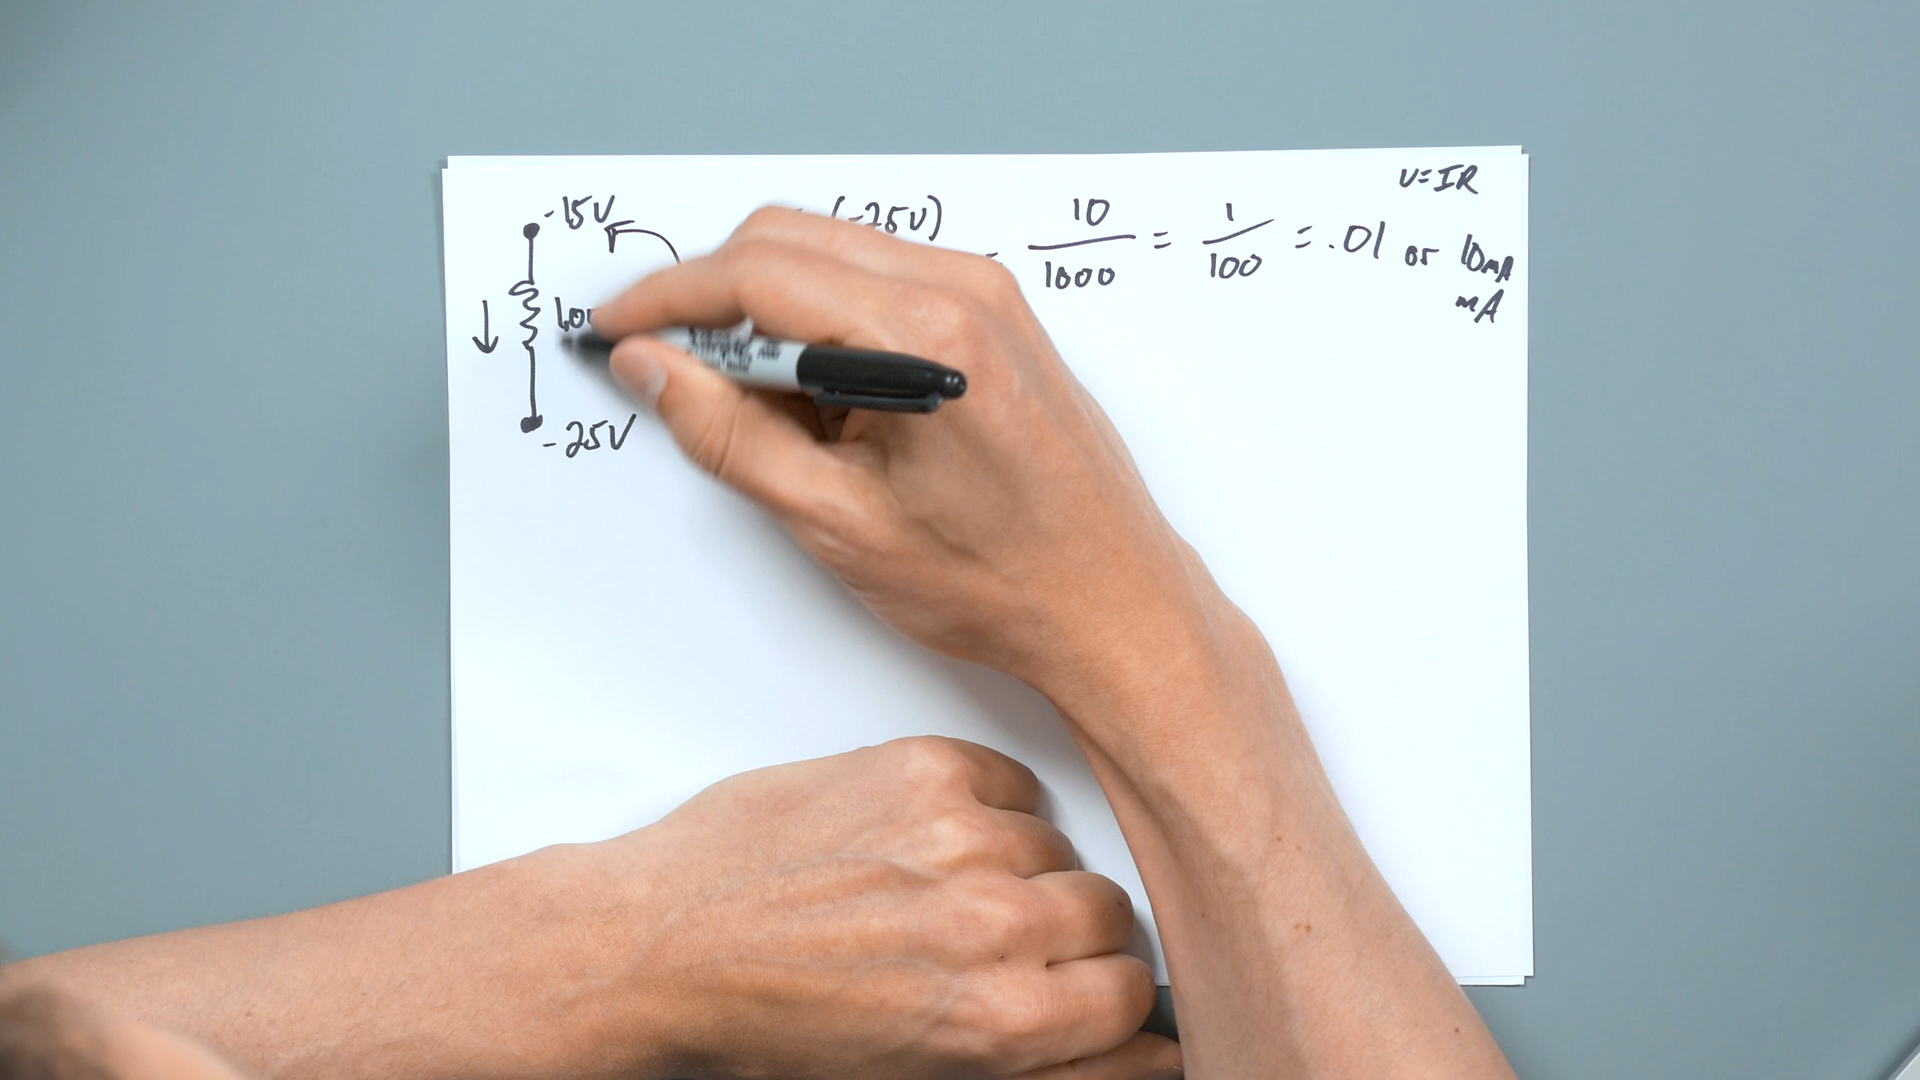 V=IR
-15V
(-25V)
10/1000 = 1/100 = .01 or 10mA
mA
-25V